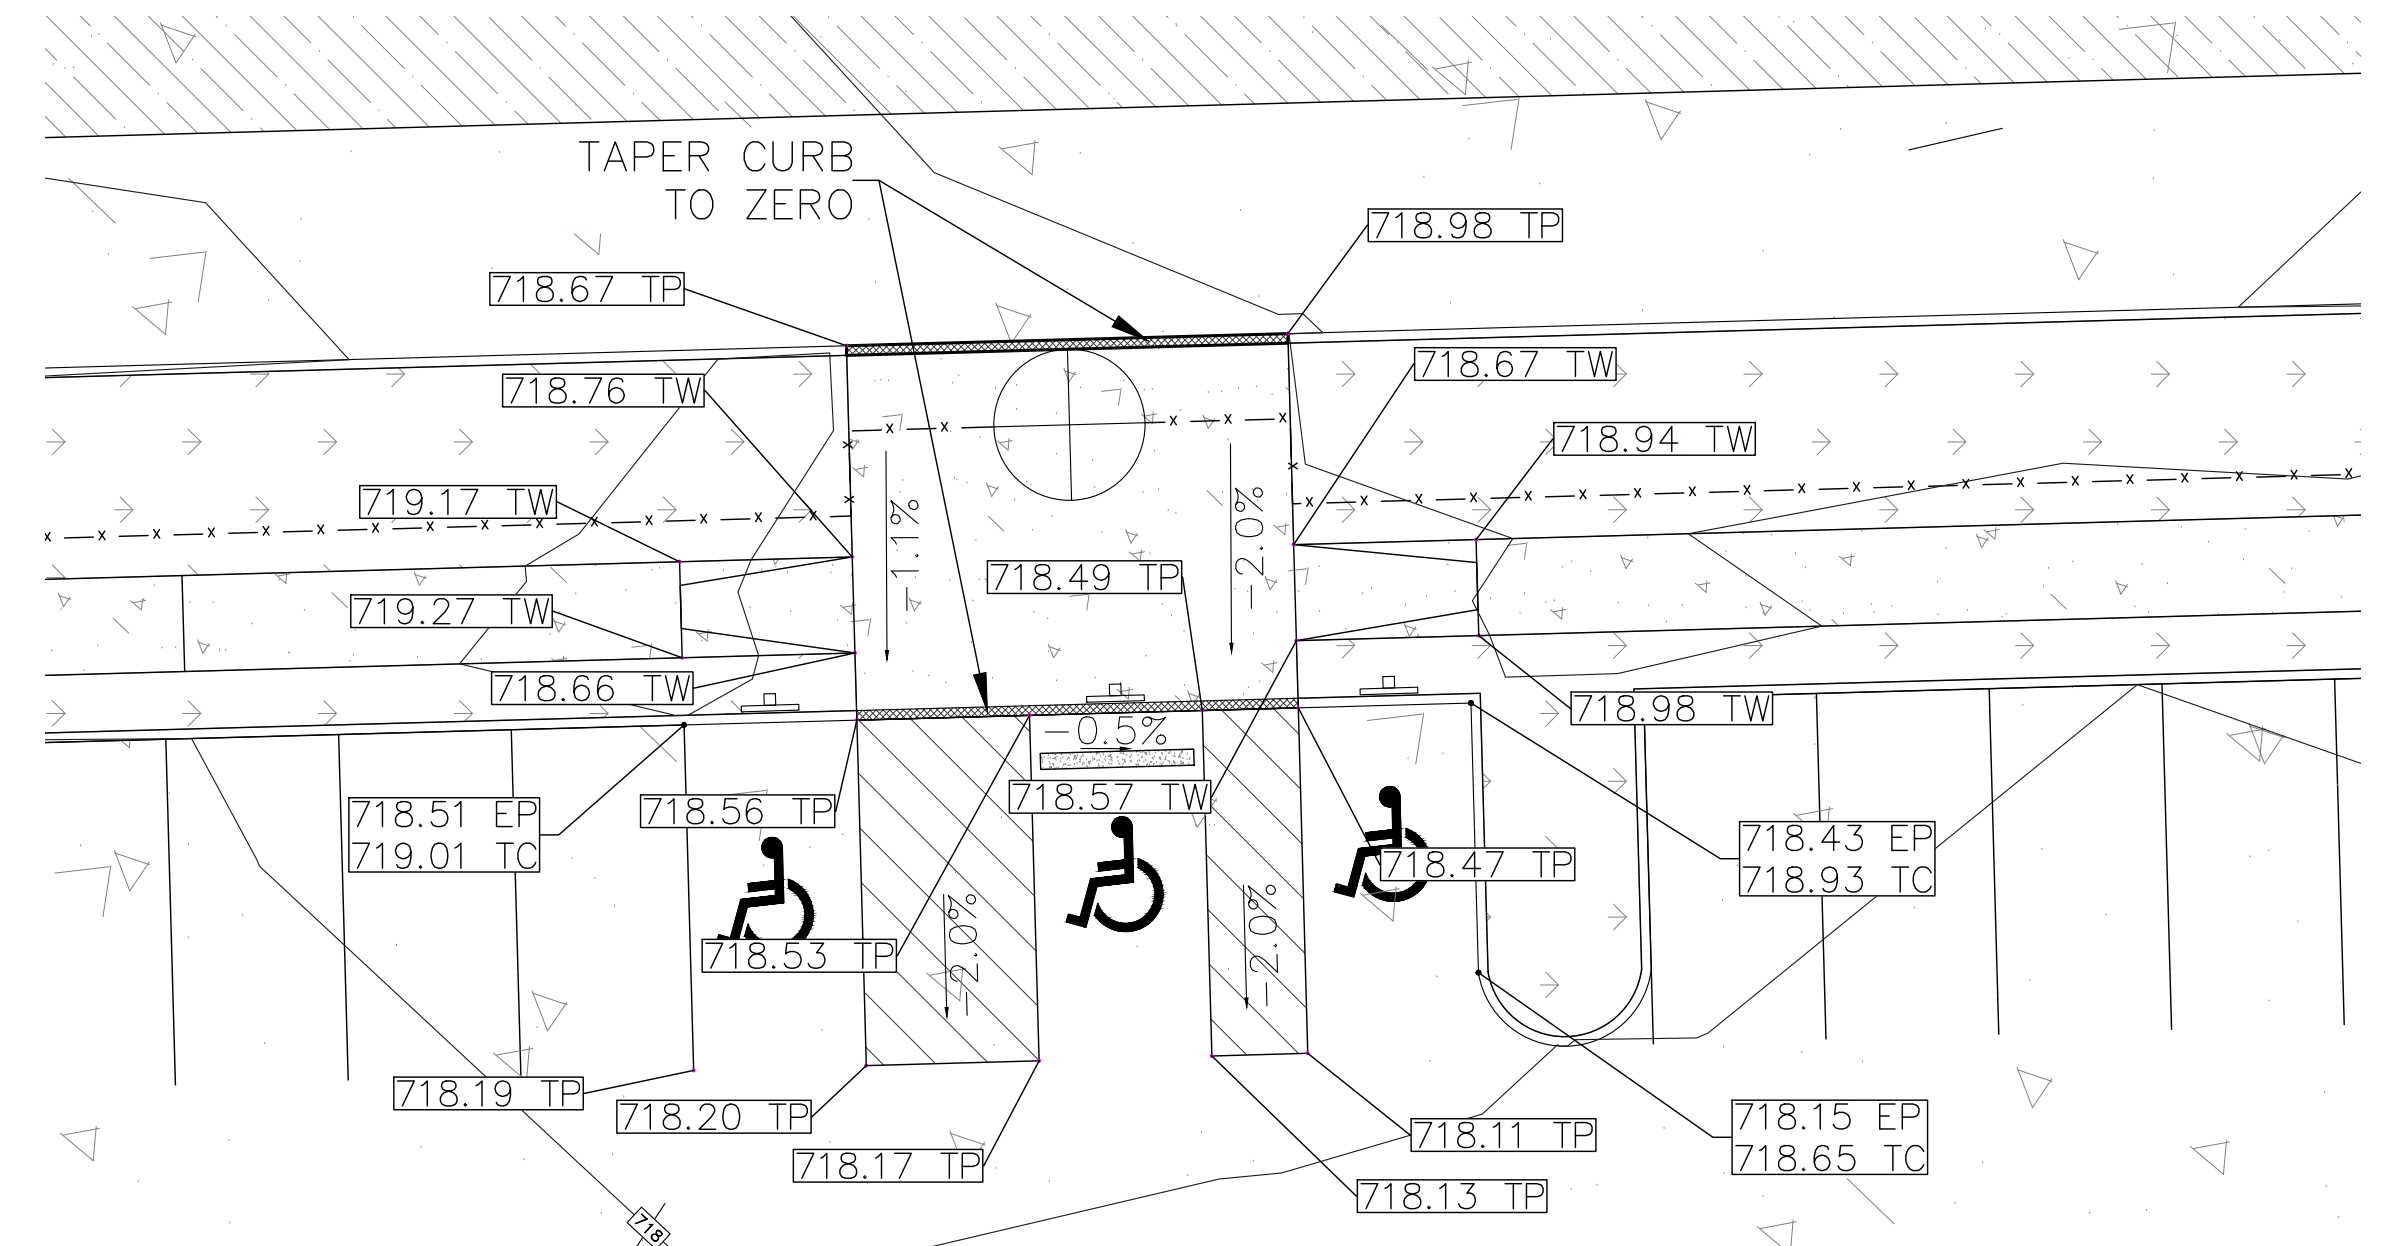 TAPER CURB
TO ZERO
718.98 TP
718.67 TP
718.76 TW
718.67 TW
718.94 TW
719.17 TW
-1.1%
-2.0%
718.49 TP
719.27 TW
718.66 TW
718.98 TW
-0.5%
718.57 TW
718.56 TP
718.51 EP
719.01 TC
718.43 EP
718.93 TC
718.47 TP
718.53 TP
-2.0%
-2.0%
718.19 TP
718.20 TP
718.17 TP
718.11 TP
718.13 TP
718.15 EP
718.65 TC
718
x x x x x x x x x x x x x x x x x x x x x x x x x x x x x x x x x x x x x x x x x x x x